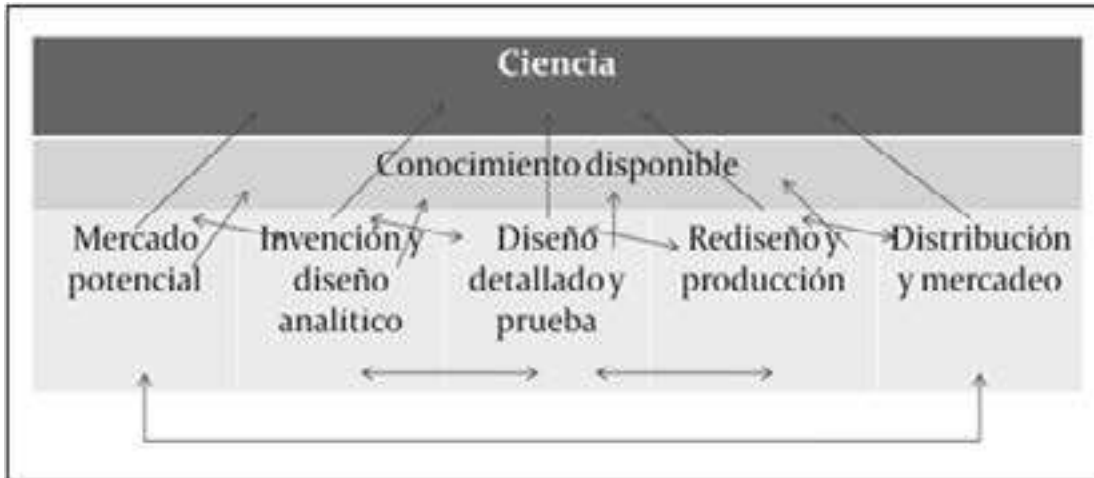 Ciencia
Conocimiento disponible
Mercado potencial
Invención y diseño analítico
Diseño detallado y prueba
Rediseño y producción
Distribución y mercadeo